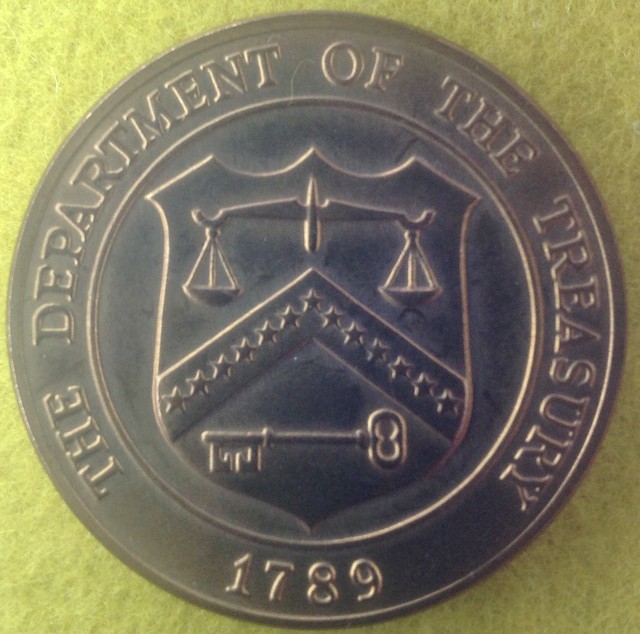 THE DEPARTMENT OF THE TREASURY
1789